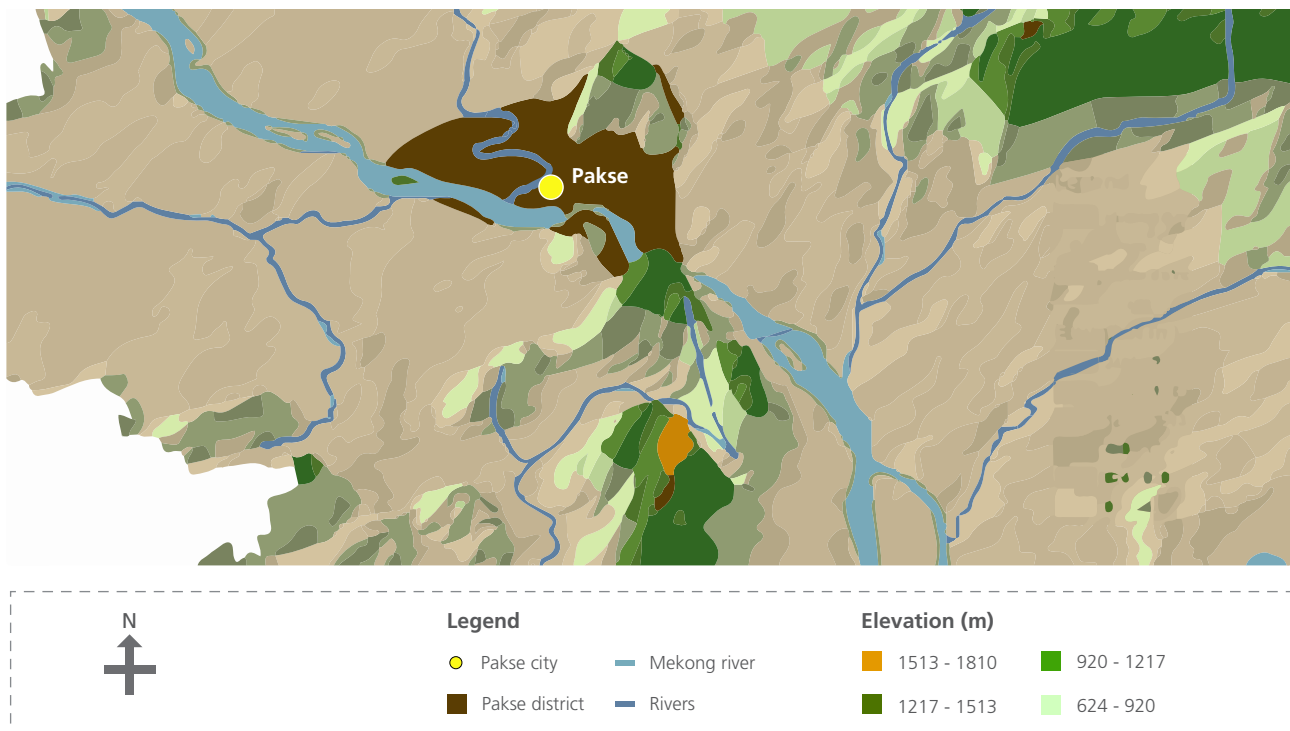 Pakse
N
Legend
Pakse city
Mekong river
Pakse district
Rivers
Elevation (m)
1513 - 1810
920 - 1217
1217 - 1513
624 - 920